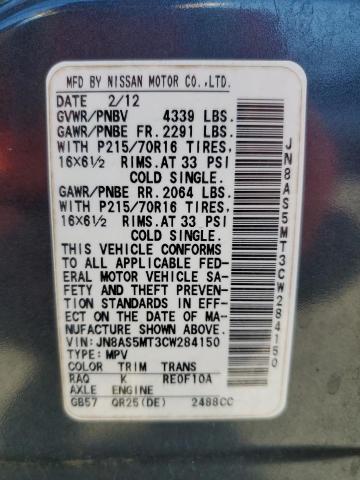 MFD BY NISSAN MOTOR CO.,LTD.
DATE 2/12
GVWR/PNBV 4339 LBS.
GAWR/PNBE FR. 2291 LBS.
WITH P215/70R16 TIRES,
16X6½ RIMS.AT 33 PSI
COLD SINGLE.
GAWR/PNBE RR. 2064 LBS.
WITH P215/70R16 TIRES,
16X6½ RIMS.AT 33 PSI
COLD SINGLE.
THIS VEHICLE CONFORMS
TO ALL APPLICABLE FED-
ERAL MOTOR VEHICLE SA-
FETY AND THEFT PREVENTION
STANDARDS IN EFF-
ECT ON THE DATE OF MA-
NUFACTURE SHOWN ABOVE.
VIN: JN8AS5MT3CW284150
TYPE: MPV
COLOR TRIM TRANS
RAQ K RE0F10A
AXLE ENGINE
GB57 QR25(DE) 2488CC
JN8AS5MT3CW284150